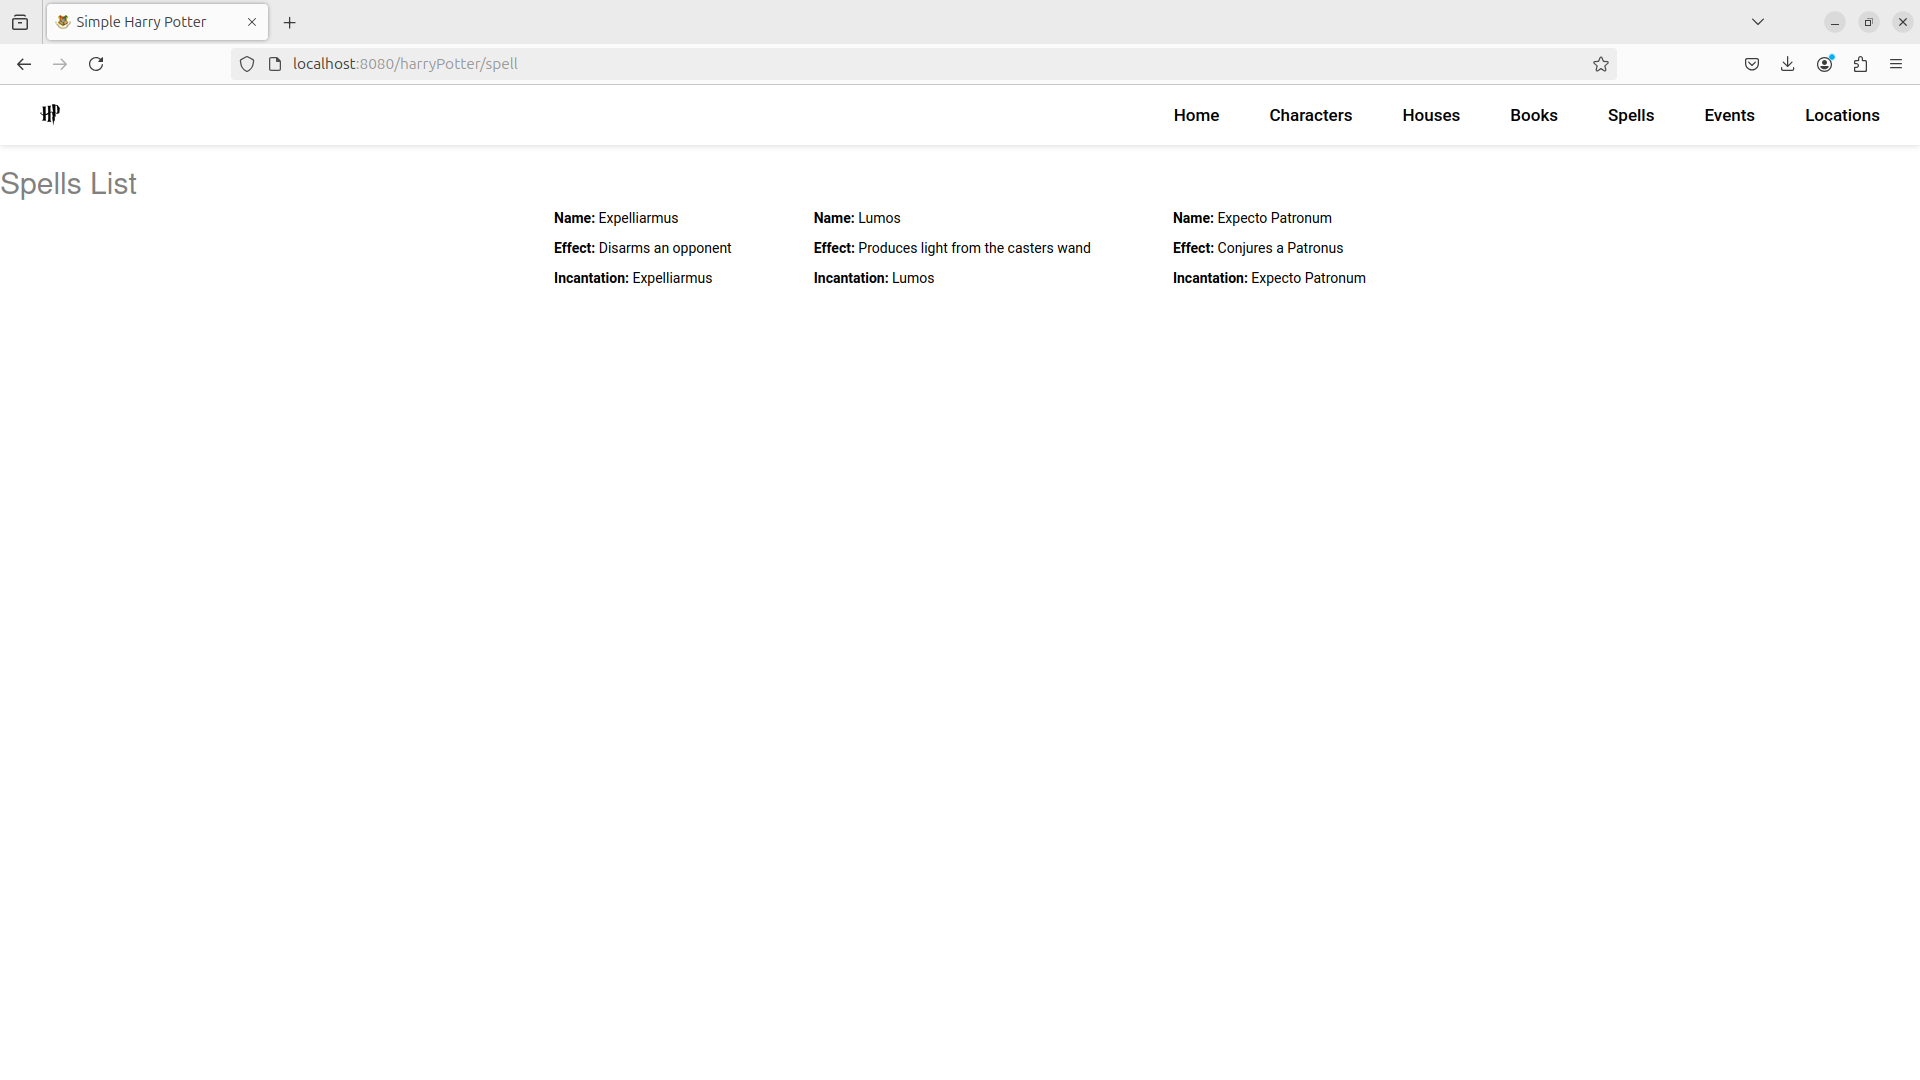 Simple Harry Potter
localhost:8080/harryPotter/spell
HP
Home Characters Houses Books Spells Events Locations
Spells List
Name: Expelliarmus
Effect: Disarms an opponent
Incantation: Expelliarmus
Name: Lumos
Effect: Produces light from the casters wand
Incantation: Lumos
Name: Expecto Patronum
Effect: Conjures a Patronus
Incantation: Expecto Patronum